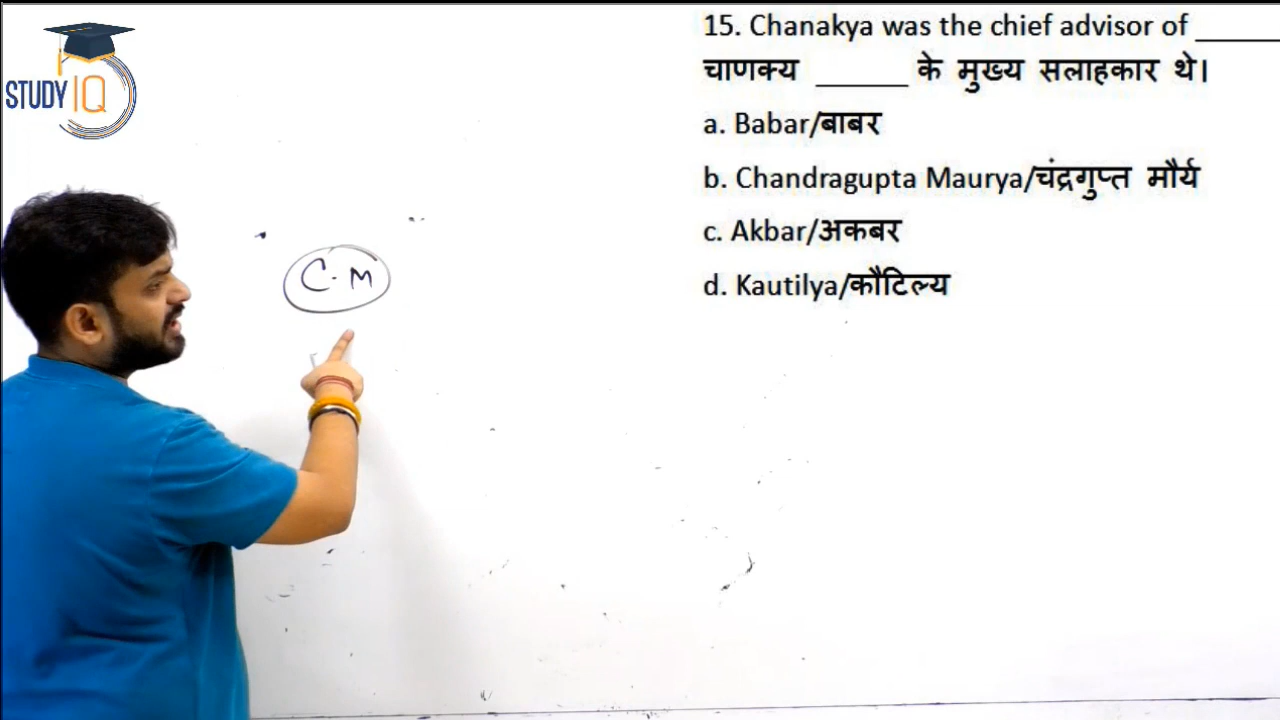 STUDY IQ
15. Chanakya was the chief advisor of ______
चाणक्य ______ के मुख्य सलाहकार थे।
a. Babar/बाबर
b. Chandragupta Maurya/चंद्रगुप्त मौर्य
c. Akbar/अकबर
d. Kautilya/कौटिल्य
C.M